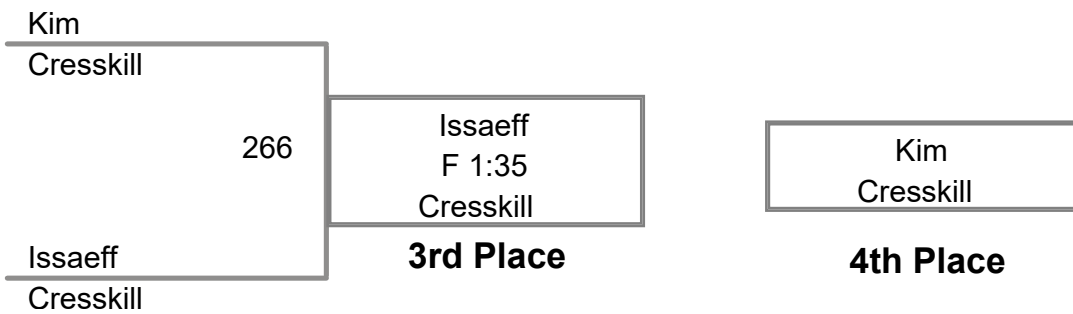 Kim
Cresskill
266
Issaeff
F 1:35
Cresskill
3rd Place
Kim
Cresskill
4th Place
Issaeff
Cresskill